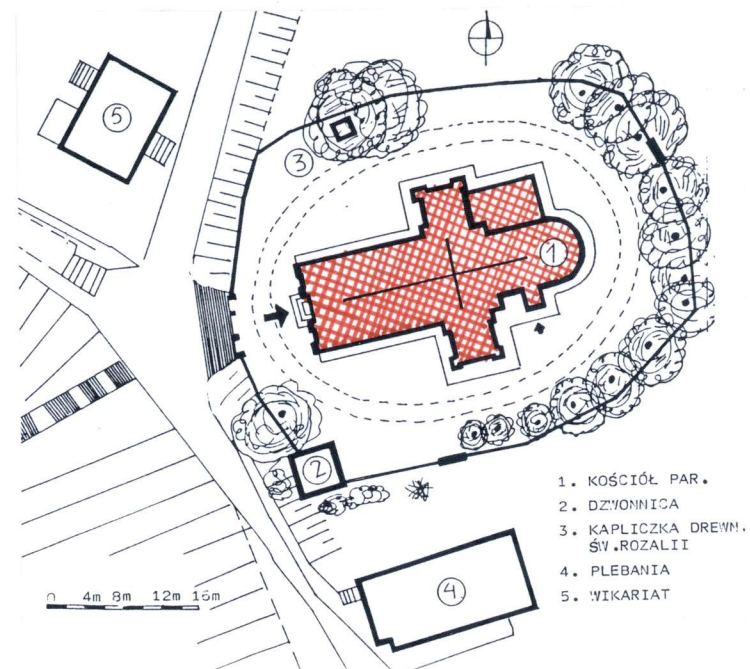 5
3
1
2
4
1. KOŚCIÓŁ PAR.
2. DZWONNICA
3. KAPLICZKA DREWN.
ŚW.ROZALII
4. PLEBANIA
5. WIKARIAT
0 4m 8m 12m 16m